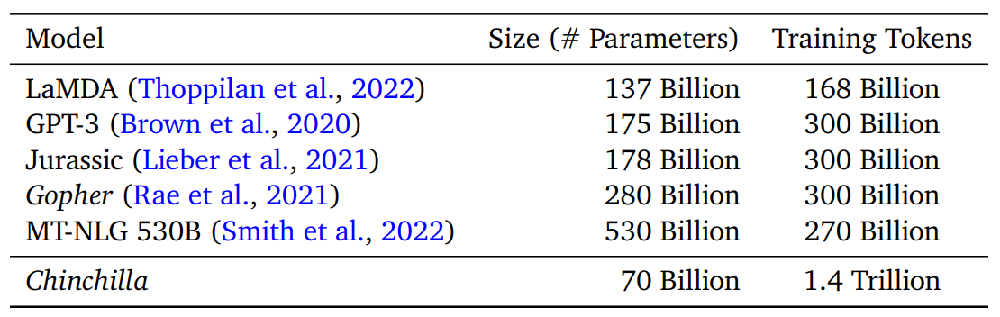 Model Size (# Parameters) Training Tokens
LaMDA (Thoppilan et al., 2022) 137 Billion 168 Billion
GPT-3 (Brown et al., 2020) 175 Billion 300 Billion
Jurassic (Lieber et al., 2021) 178 Billion 300 Billion
Gopher (Rae et al., 2021) 280 Billion 300 Billion
MT-NLG 530B (Smith et al., 2022) 530 Billion 270 Billion
Chinchilla 70 Billion 1.4 Trillion